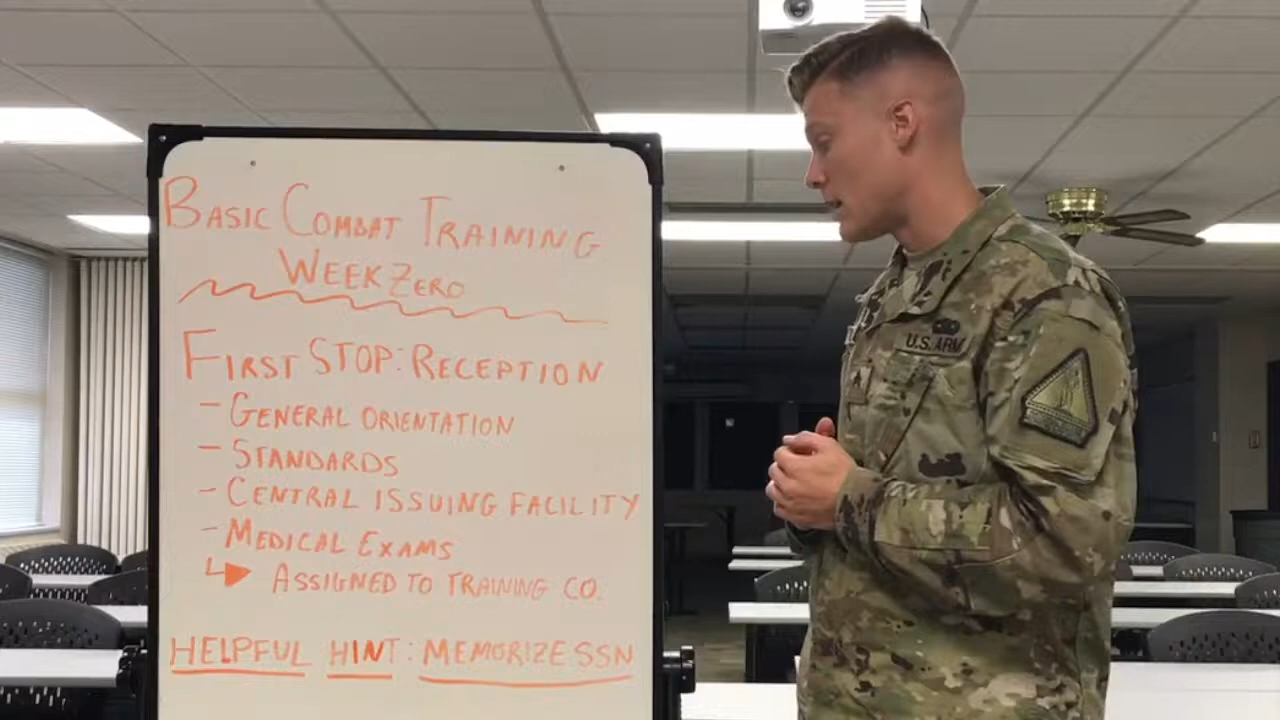 BASIC COMBAT TRAINING
WEEK ZERO
FIRST STOP: RECEPTION
- GENERAL ORIENTATION
- STANDARDS
- CENTRAL ISSUING FACILITY
- MEDICAL EXAMS
↳ ASSIGNED TO TRAINING CO.
HELPFUL HINT: MEMORIZE SSN
U.S. ARMY